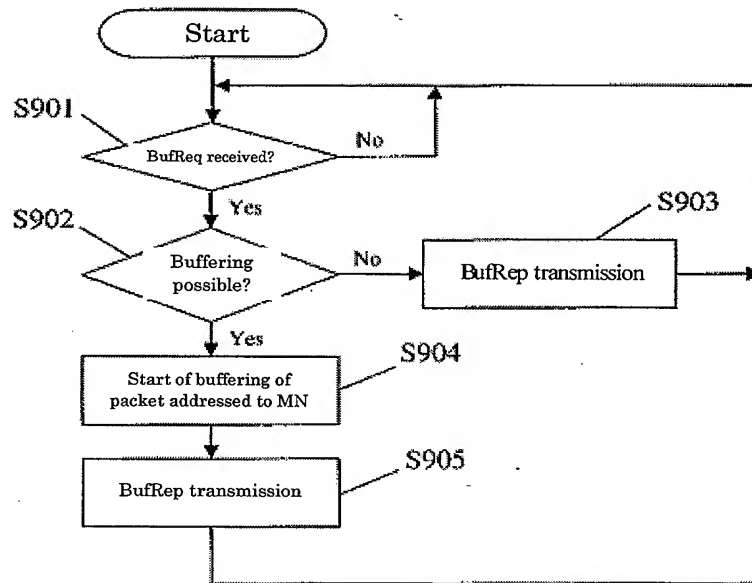 Start
S901
BufReq received?
No
Yes
S902
Buffering
possible?
No
S903
BufRep transmission
Yes
S904
Start of buffering of
packet addressed to MN
S905
BufRep transmission